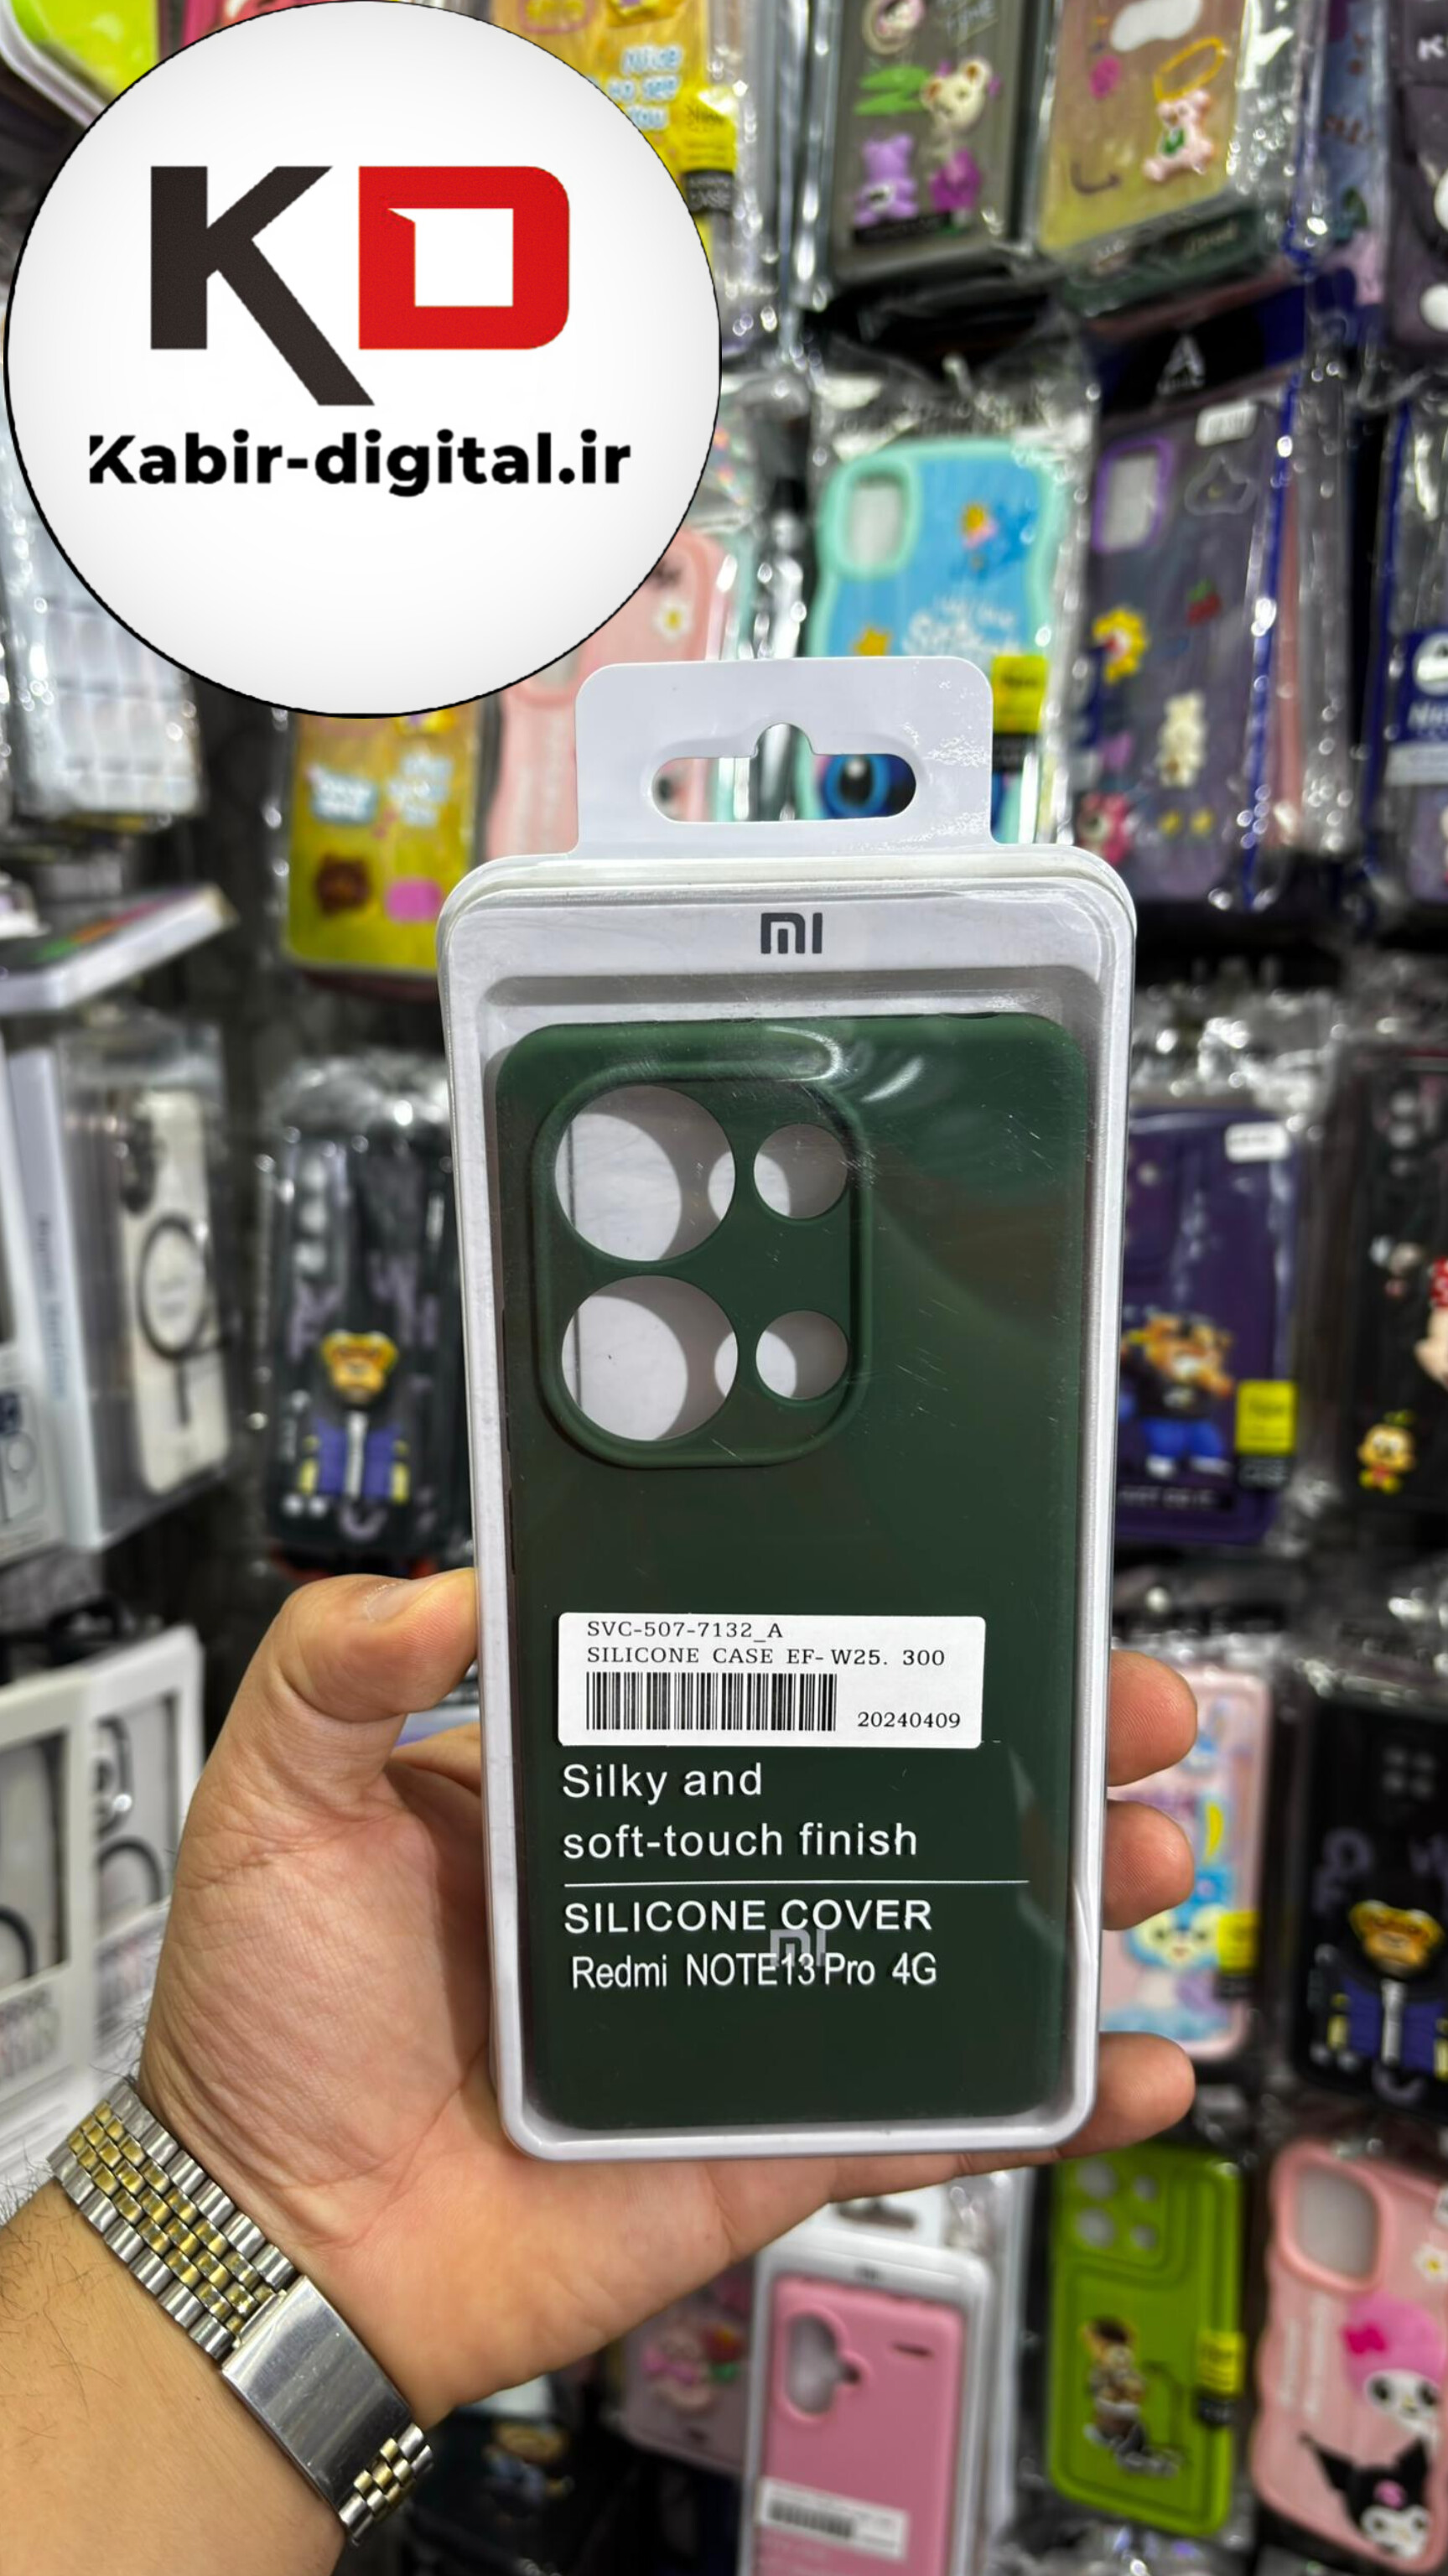 KD
Kabir-digital.ir
mi
SVC-507-7132_A
SILICONE CASE EF-W25. 300
20240409
Silky and
soft-touch finish
SILICONE COVER
mi
Redmi NOTE13 Pro 4G